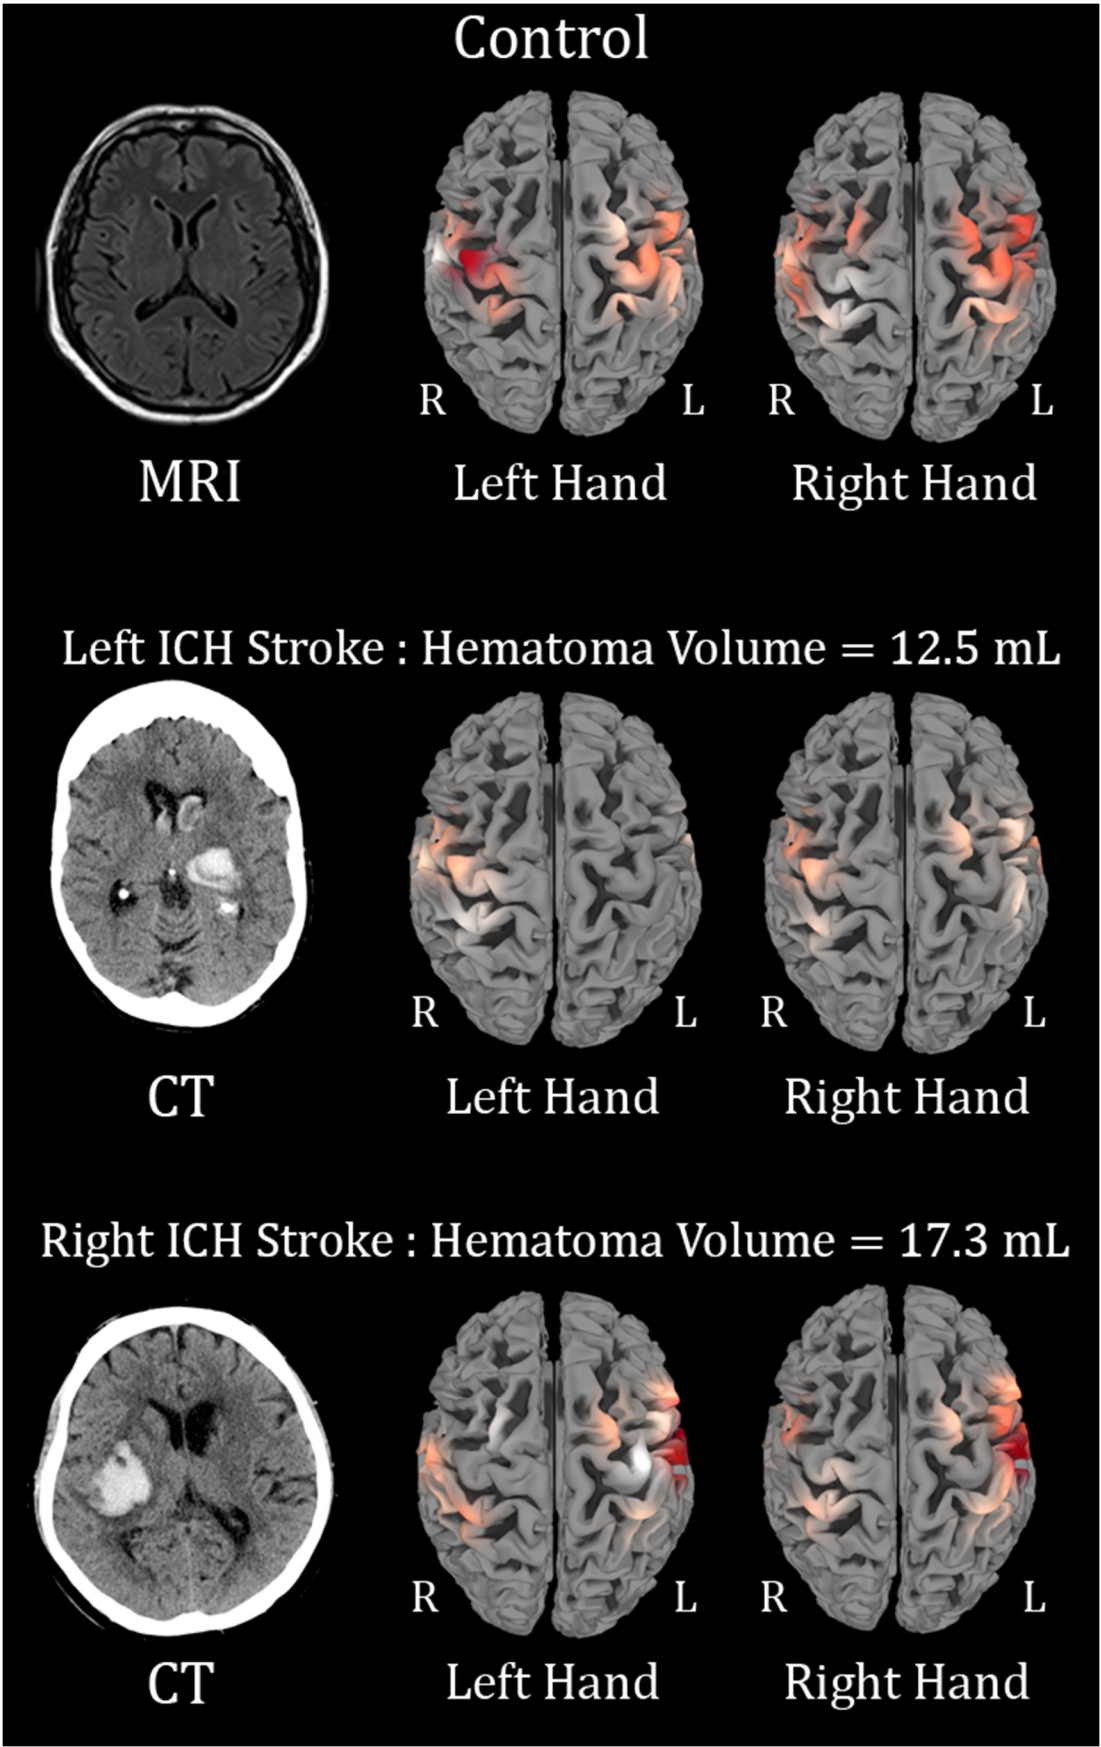 Control
R L R L
MRI Left Hand Right Hand
Left ICH Stroke : Hematoma Volume = 12.5 mL
R L R L
CT Left Hand Right Hand
Right ICH Stroke : Hematoma Volume = 17.3 mL
R L R L
CT Left Hand Right Hand